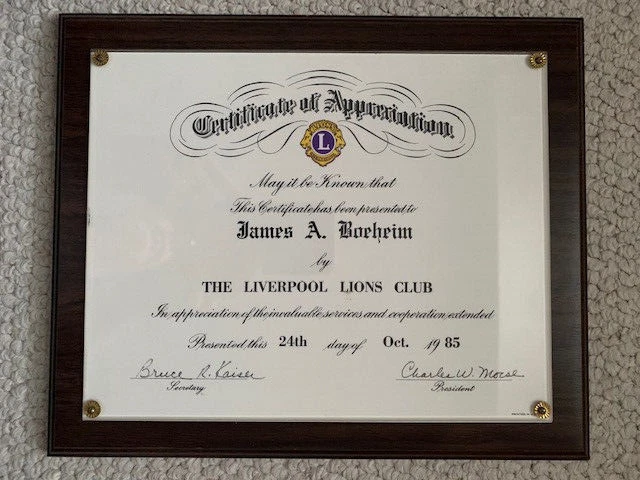 Certificate of Appreciation
L
May it be Known that
This Certificate has been presented to
James A. Boeheim
by
THE LIVERPOOL LIONS CLUB
In appreciation of the invaluable services and cooperation extended
Presented this 24th day of Oct. 19 85
Bruce R. Kaiser Charles W. Morse
Secretary President